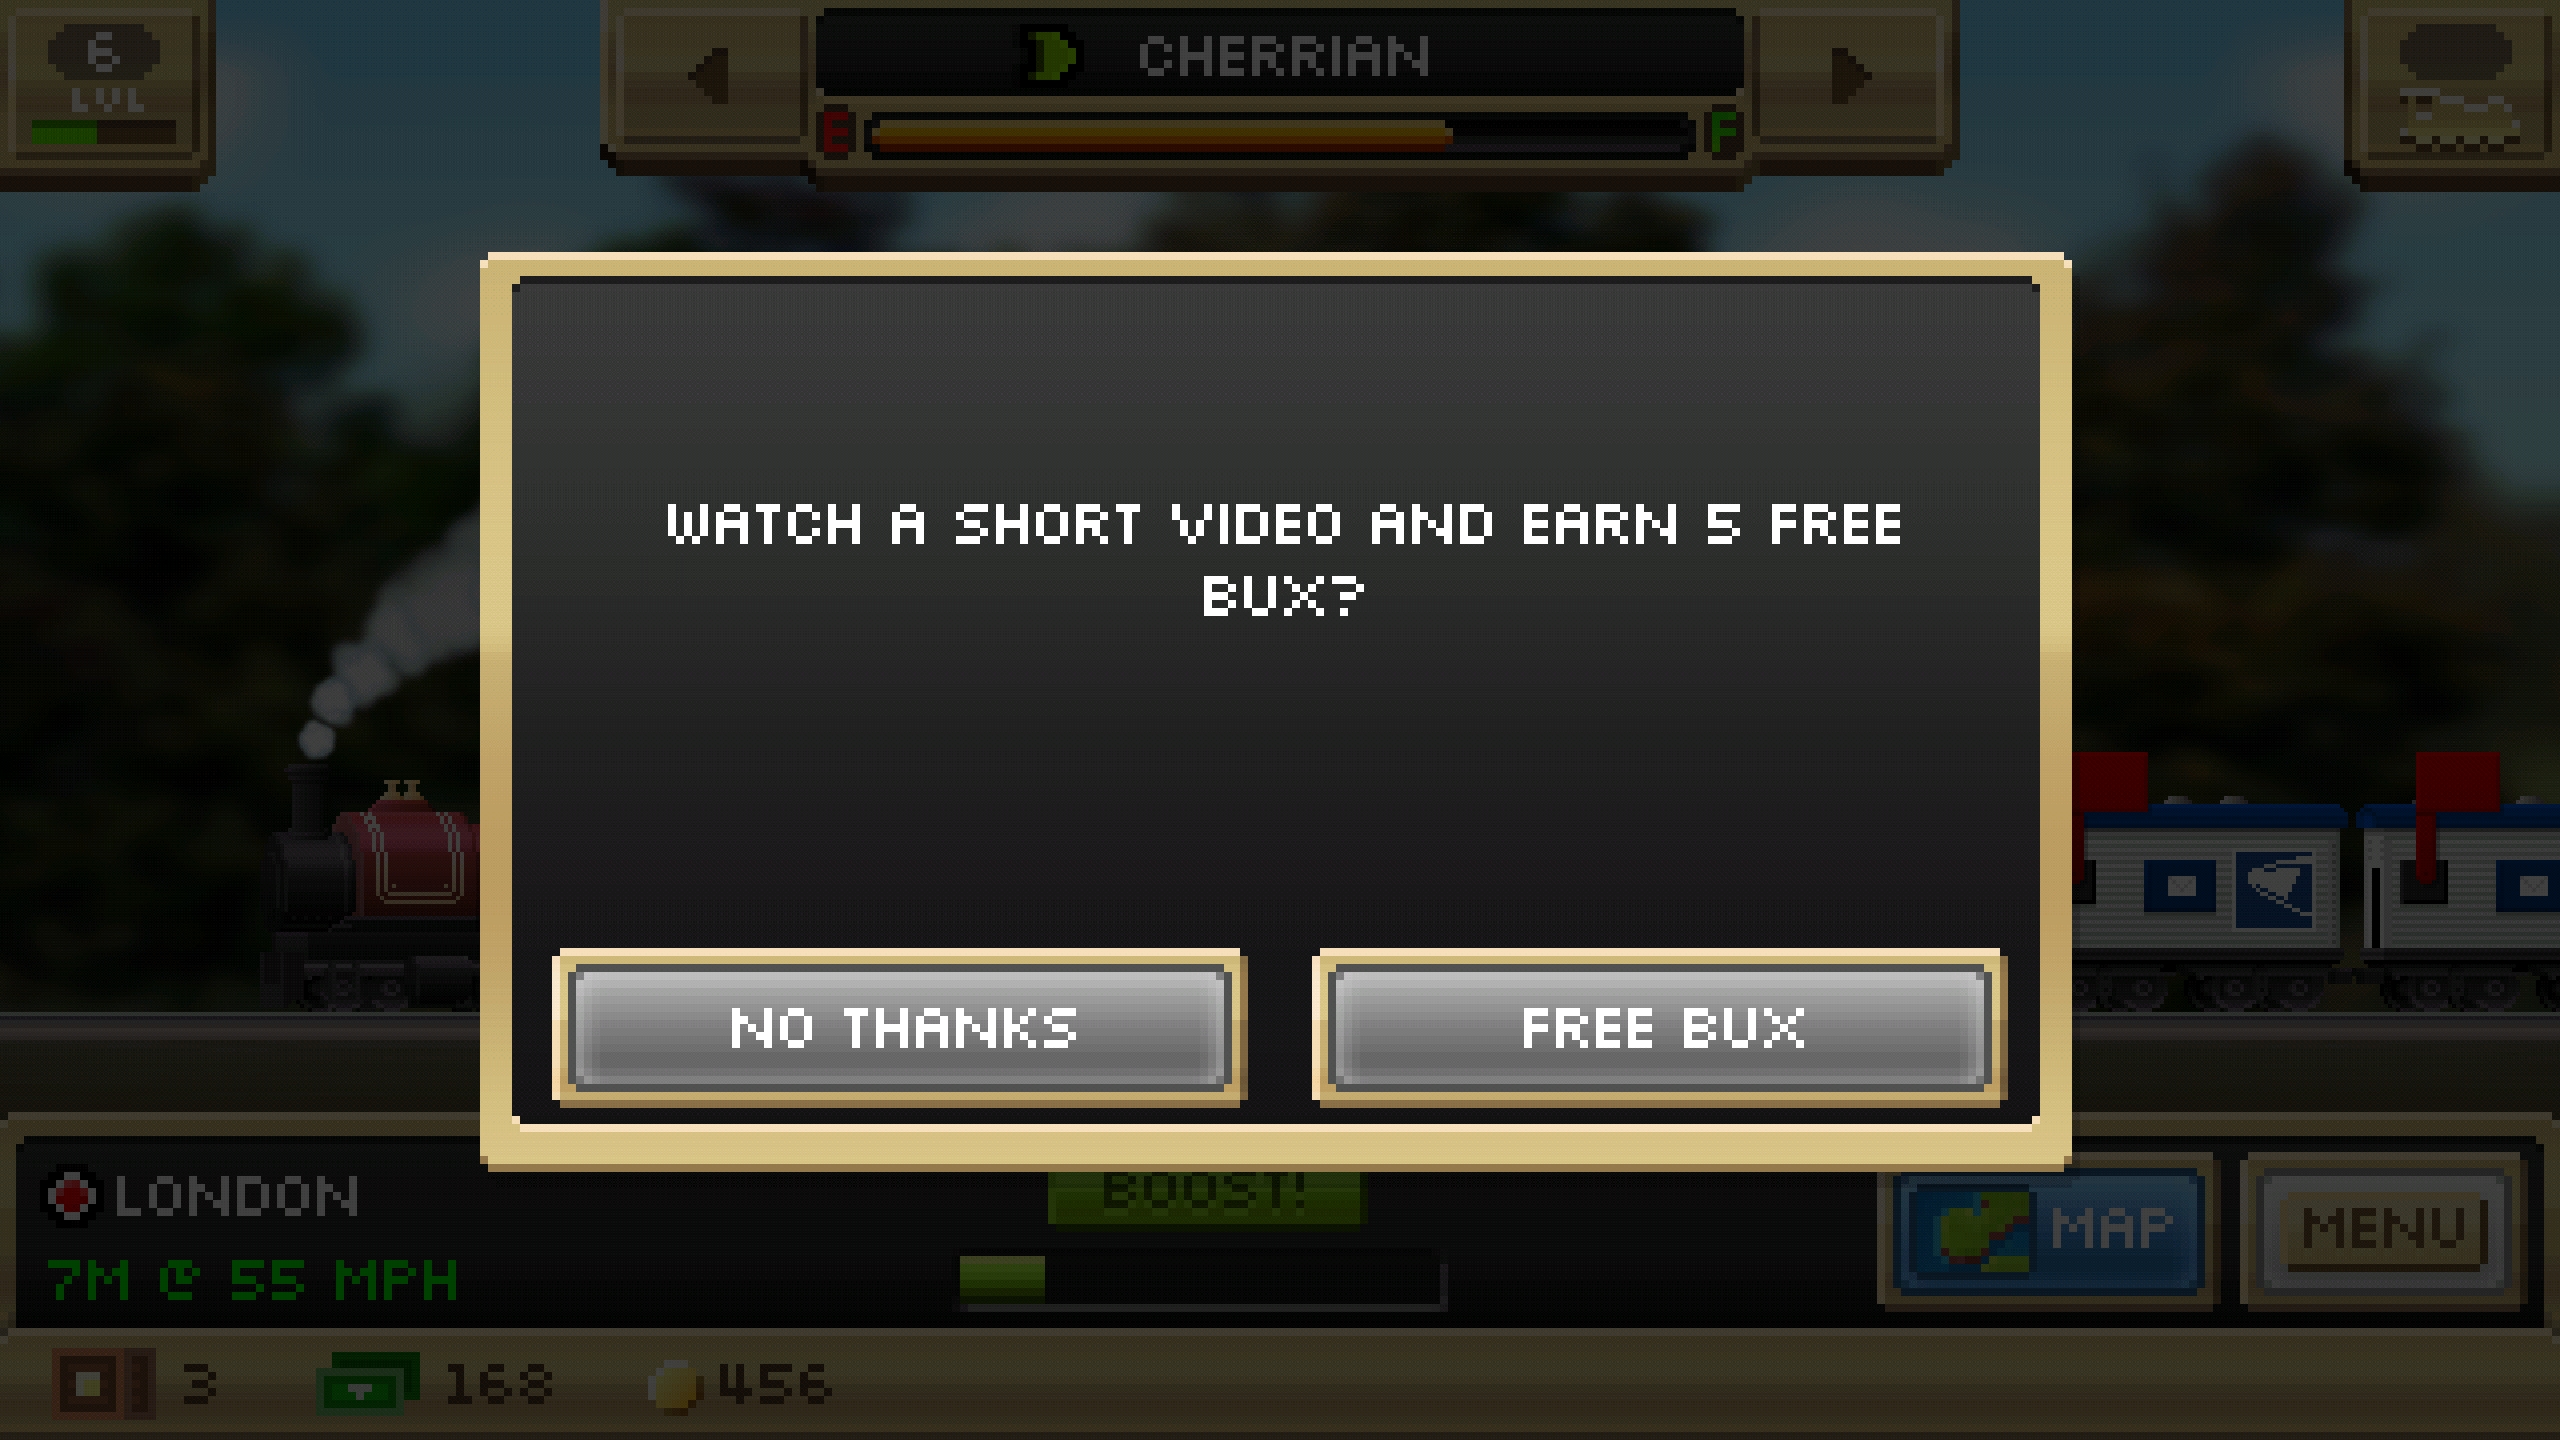 6
LVL
CHERRIAN
E F
WATCH A SHORT VIDEO AND EARN 5 FREE
BUX?
NO THANKS FREE BUX
LONDON
BOOST!
MAP MENU
7M @ 55 MPH
3 168 456